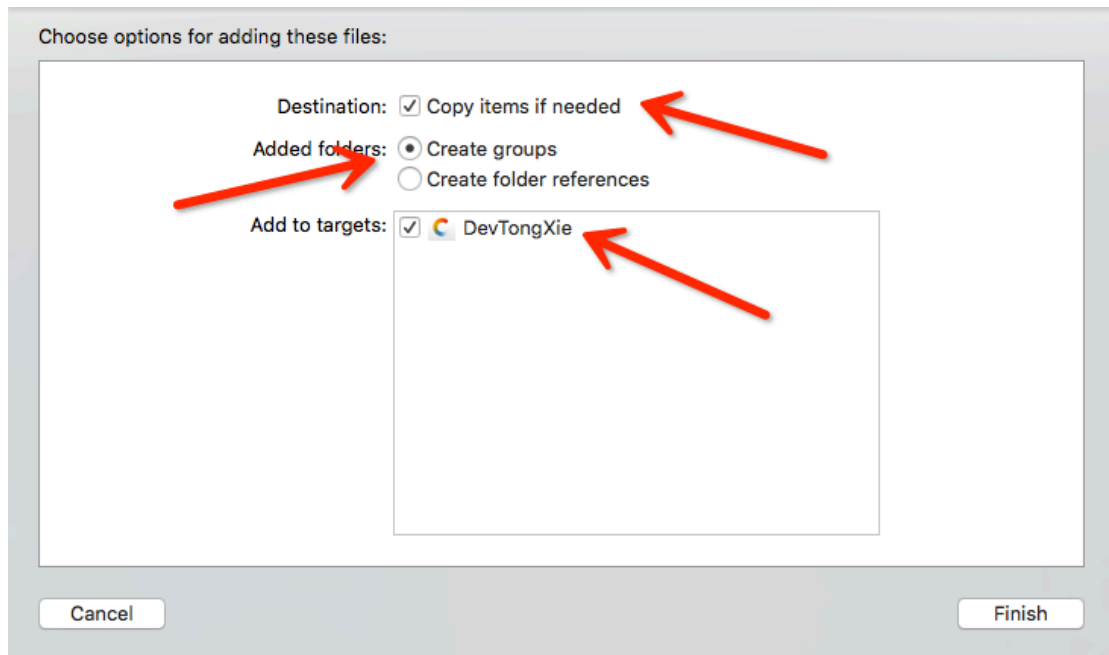 Choose options for adding these files:
Destination: Copy items if needed
Added folders: Create groups
Create folder references
Add to targets: DevTongXie
Cancel Finish